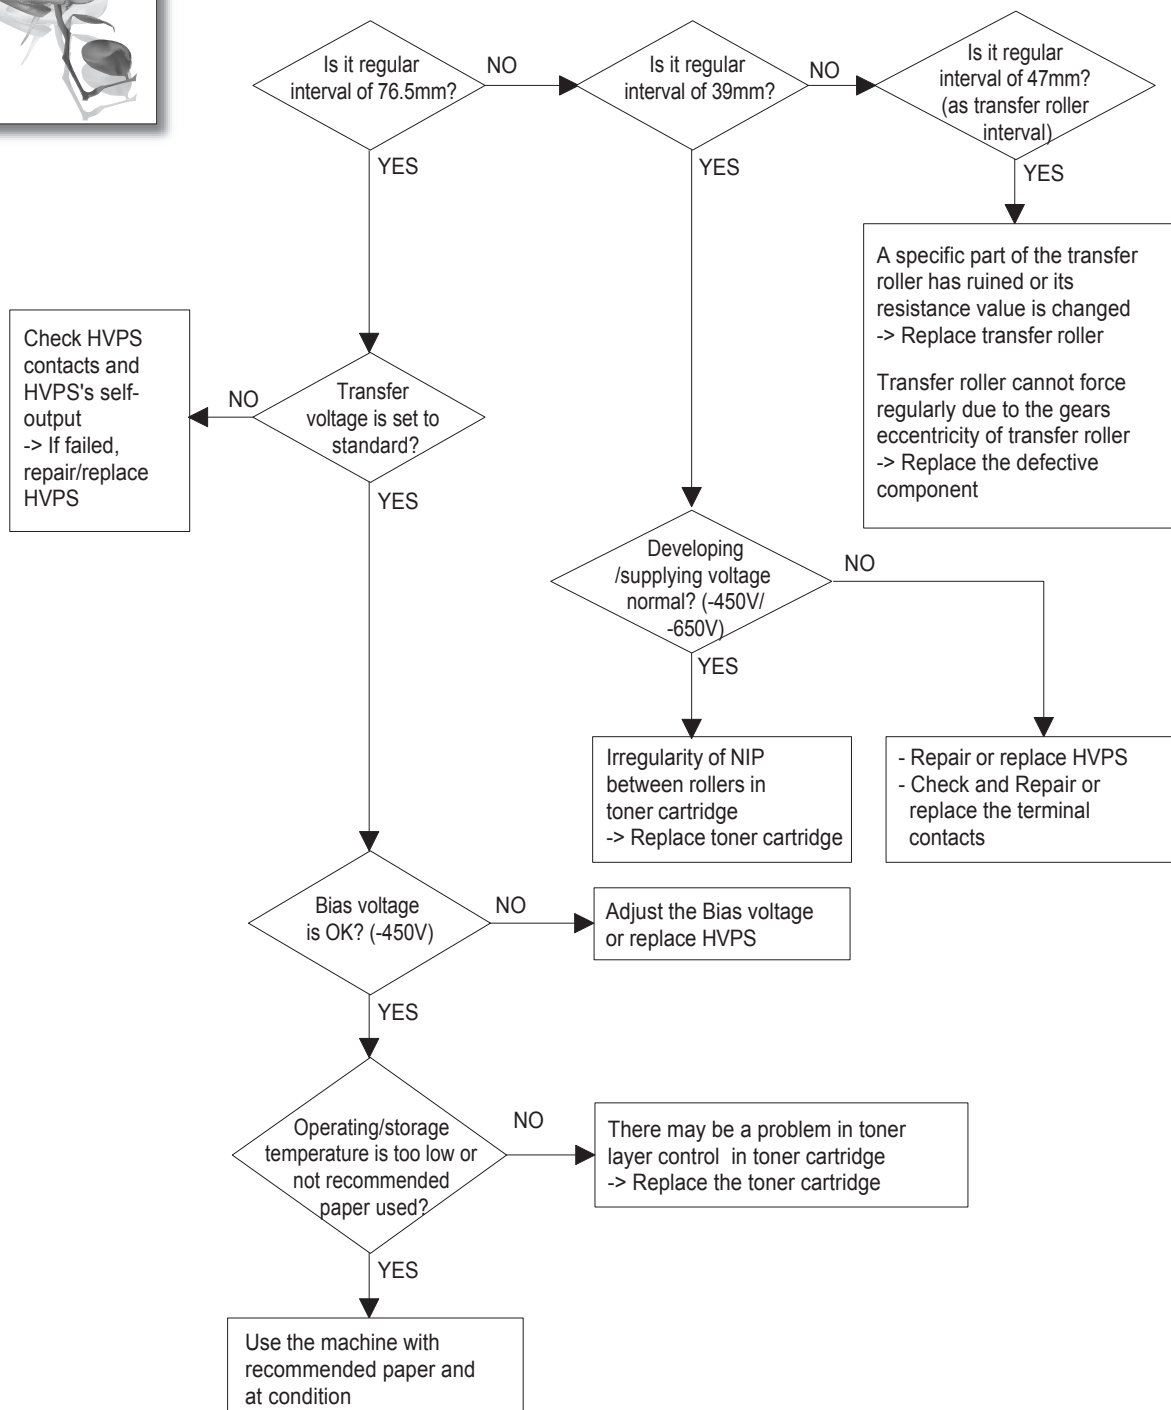 Is it regular
interval of 76.5mm?
NO
Is it regular
interval of 39mm?
NO
Is it regular
interval of 47mm?
(as transfer roller
interval)
YES
YES
YES
A specific part of the transfer
roller has ruined or its
resistance value is changed
-> Replace transfer roller
Transfer roller cannot force
regularly due to the gears
eccentricity of transfer roller
-> Replace the defective
component
Check HVPS
contacts and
HVPS's self-
output
-> If failed,
repair/replace
HVPS
NO
Transfer
voltage is set to
standard?
YES
Developing
/supplying voltage
normal? (-450V/
-650V)
NO
YES
Irregularity of NIP
between rollers in
toner cartridge
-> Replace toner cartridge
- Repair or replace HVPS
- Check and Repair or
replace the terminal
contacts
Bias voltage
is OK? (-450V)
NO
Adjust the Bias voltage
or replace HVPS
YES
Operating/storage
temperature is too low or
not recommended
paper used?
NO
There may be a problem in toner
layer control in toner cartridge
-> Replace the toner cartridge
YES
Use the machine with
recommended paper and
at condition